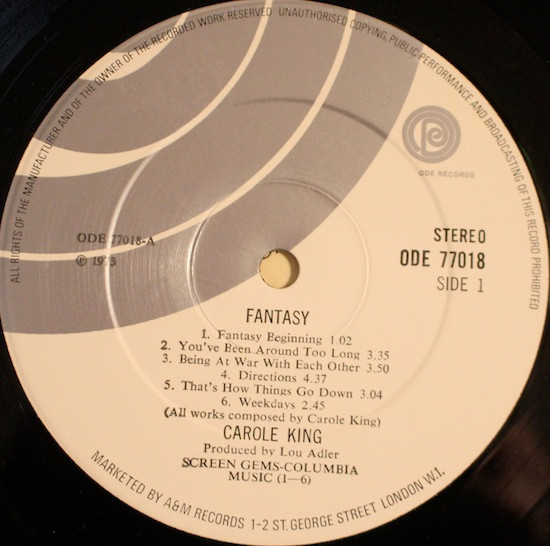 ALL RIGHTS OF THE MANUFACTURER AND OF THE OWNER OF THE RECORDED WORK RESERVED UNAUTHORISED COPYING, PUBLIC PERFORMANCE AND BROADCASTING OF THIS RECORD PROHIBITED
ODE RECORDS
STEREO
ODE 77018-A
ODE 77018
℗ 1973
SIDE 1
FANTASY
1. Fantasy Beginning 1.02
2. You've Been Around Too Long 3.35
3. Being At War With Each Other 3.50
4. Directions 4.37
5. That's How Things Go Down 3.04
6. Weekdays 2.45
(All works composed by Carole King)
CAROLE KING
Produced by Lou Adler
SCREEN GEMS-COLUMBIA
MUSIC (1—6)
MARKETED BY A&M RECORDS 1-2 ST. GEORGE STREET LONDON W.1.